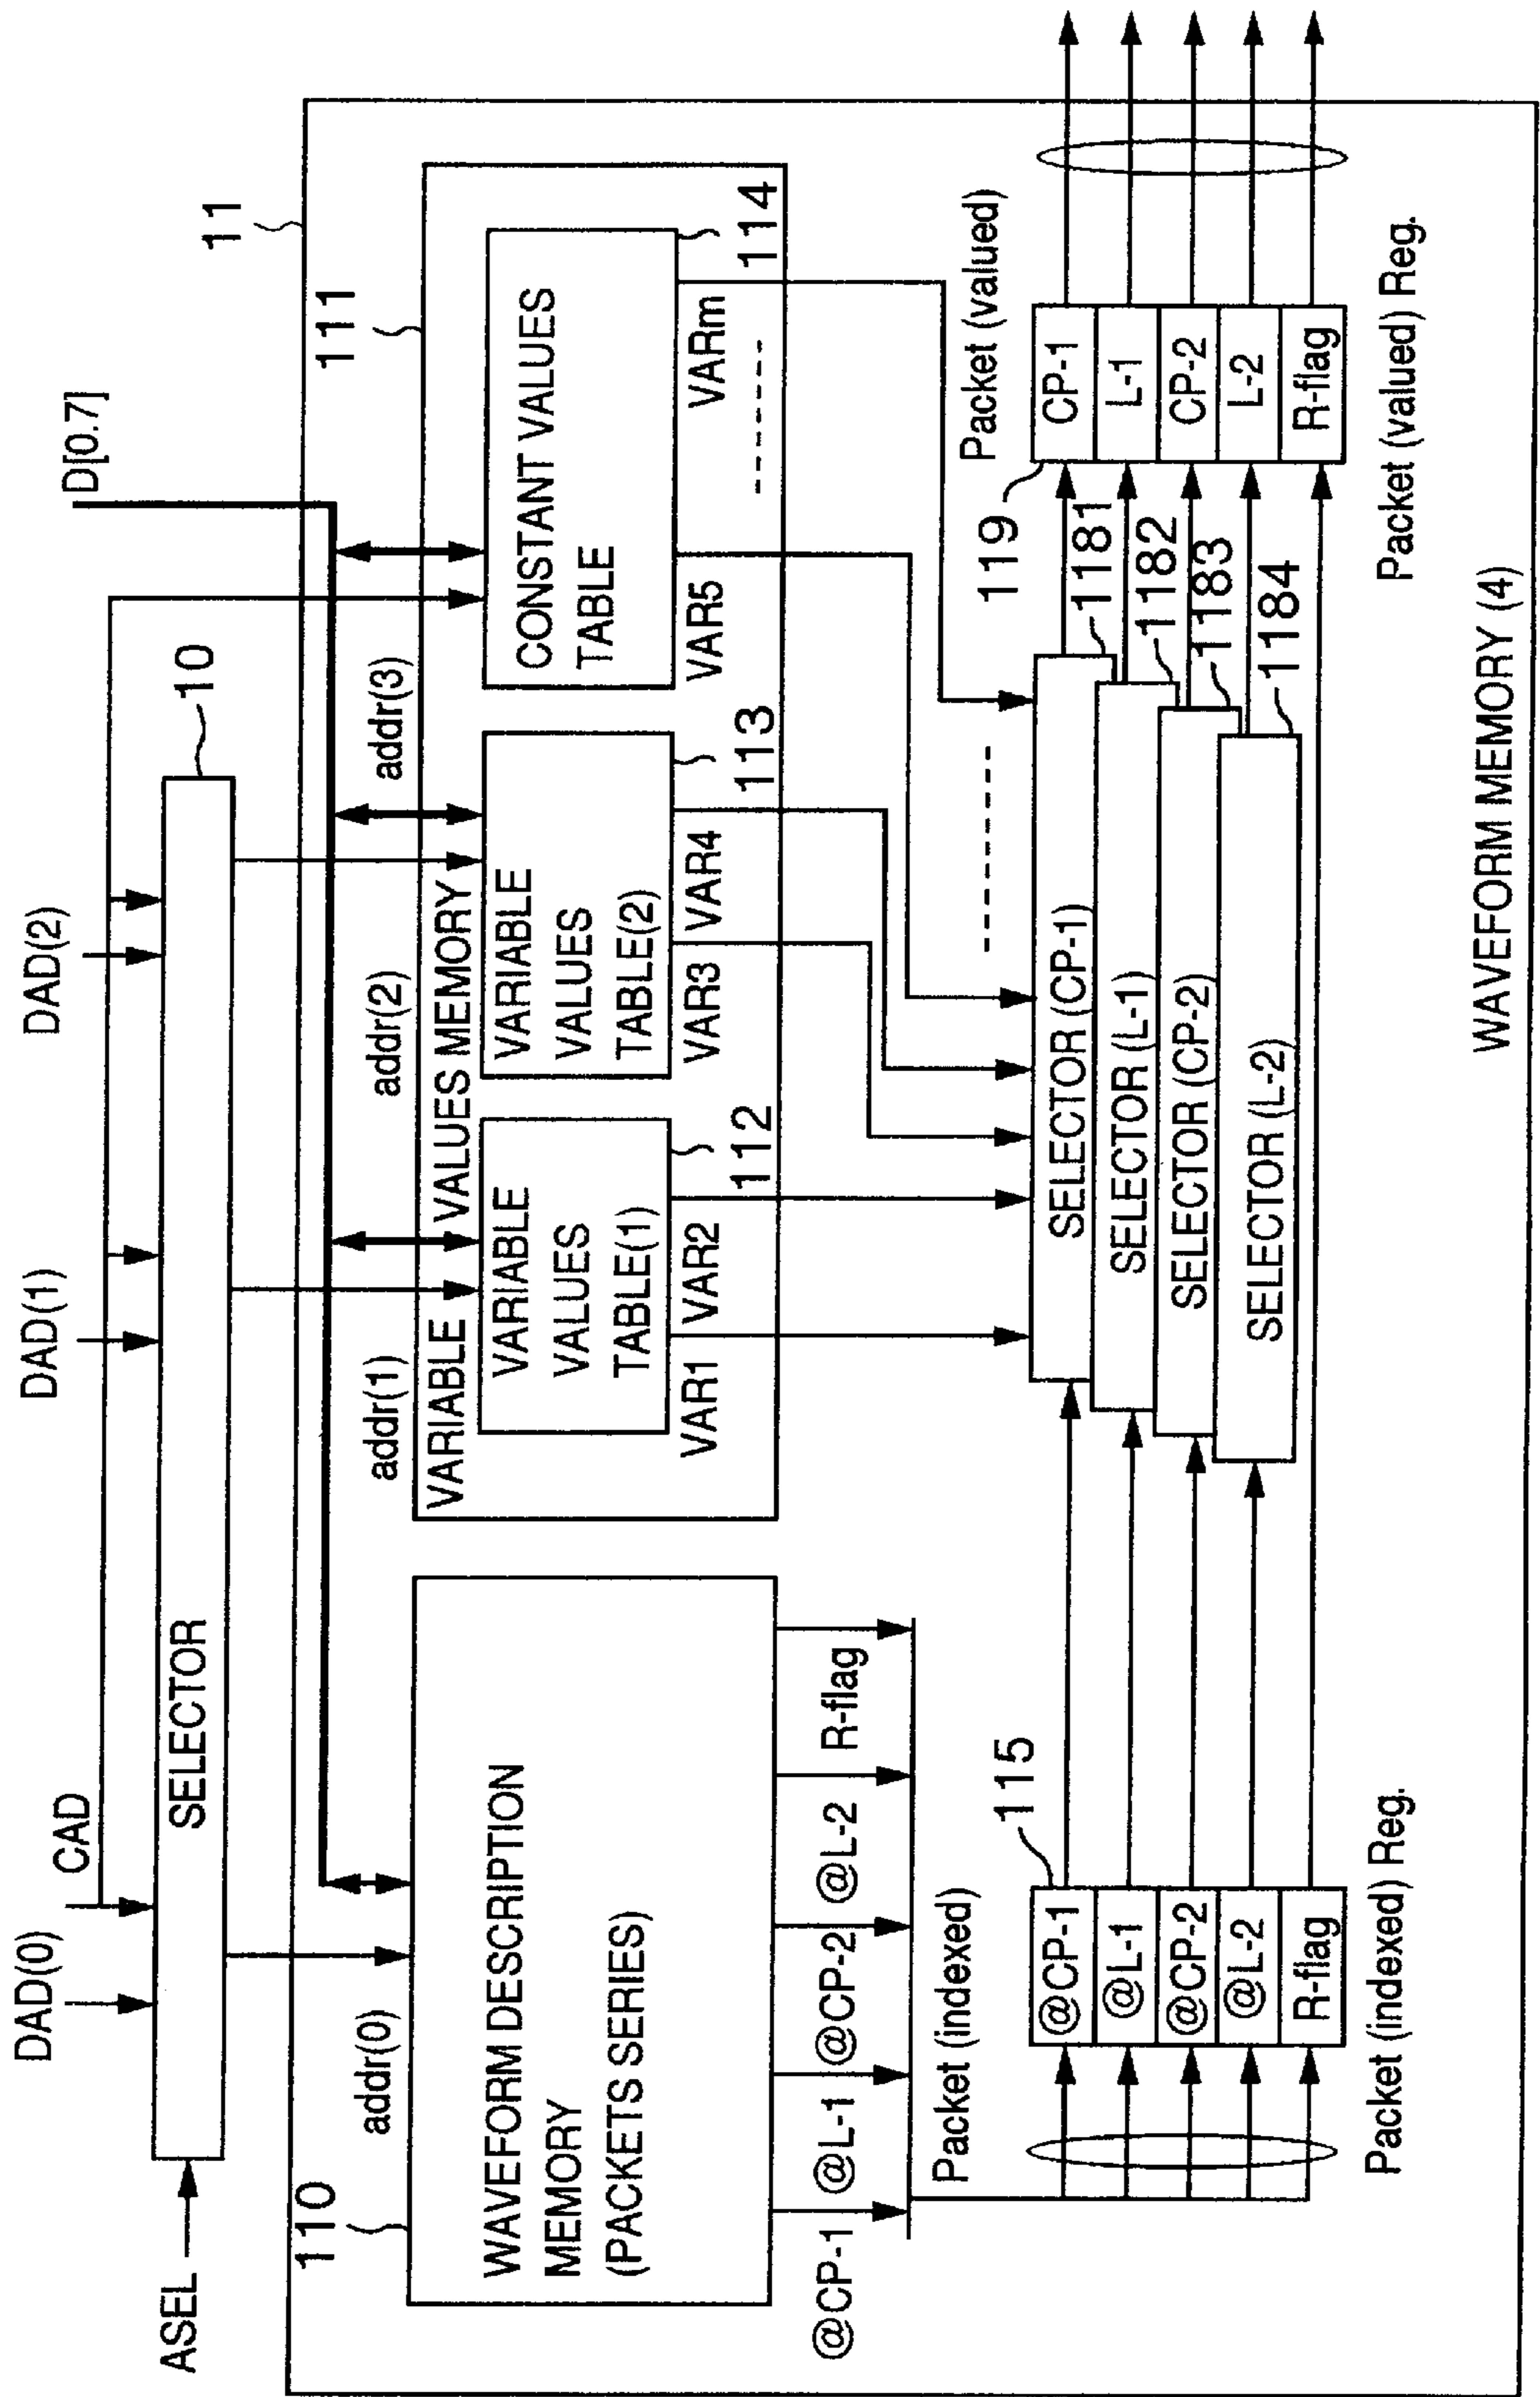 DAD(0)
CAD
DAD(1)
DAD(2)
D[0.7]
ASEL
SELECTOR
10
11
110
addr(0)
addr(1)
addr(2)
addr(3)
111
WAVEFORM DESCRIPTION
MEMORY
(PACKETS SERIES)
VARIABLE VALUES MEMORY
VARIABLE
VALUES
TABLE(1)
112
VARIABLE
VALUES
TABLE(2)
113
CONSTANT VALUES
TABLE
114
@CP-1
@L-1
@CP-2
@L-2
R-flag
VAR1
VAR2
VAR3
VAR4
VAR5
VARm
Packet (indexed)
115
@CP-1
@L-1
@CP-2
@L-2
R-flag
Packet (indexed) Reg.
SELECTOR (CP-1)
SELECTOR (L-1)
SELECTOR (CP-2)
SELECTOR (L-2)
1181
1182
1183
1184
119
Packet (valued)
CP-1
L-1
CP-2
L-2
R-flag
Packet (valued) Reg.
WAVEFORM MEMORY (4)